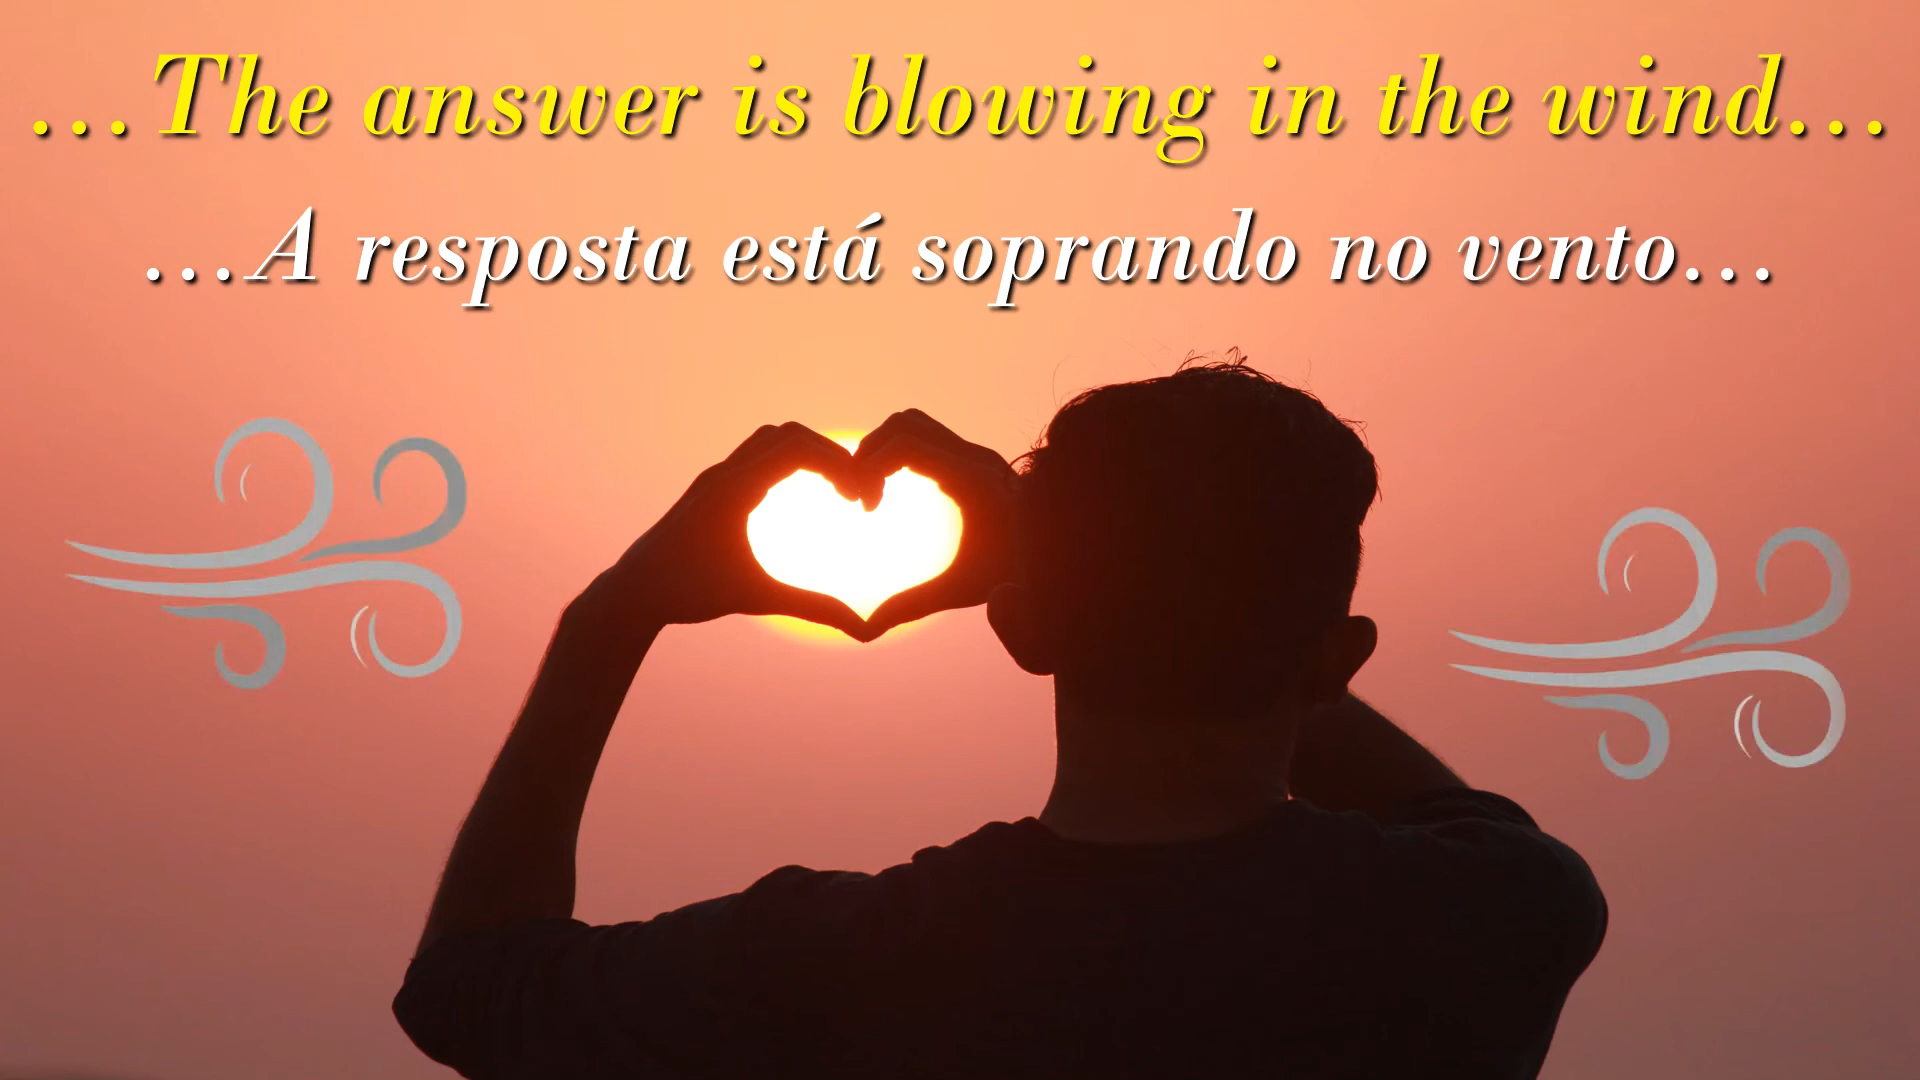 ...The answer is blowing in the wind...
...A resposta está soprando no vento...